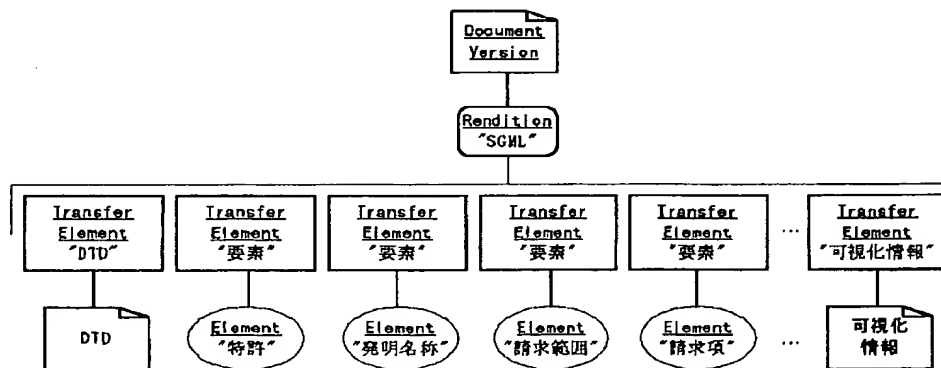 Document
Version
Rendition
"SGML"
Transfer
Element
"DTD"
Transfer
Element
"要素"
Transfer
Element
"要素"
Transfer
Element
"要素"
Transfer
Element
"要素"
...
Transfer
Element
"可視化情報"
DTD
Element
"特許"
Element
"発明名称"
Element
"請求範囲"
Element
"請求項"
...
可視化
情報